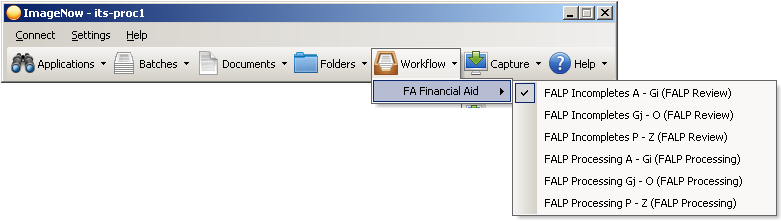 ImageNow - its-proc1
Connect Settings Help
Applications Batches Documents Folders Workflow Capture Help
FA Financial Aid
FALP Incompletes A - Gi (FALP Review)
FALP Incompletes Gj - O (FALP Review)
FALP Incompletes P - Z (FALP Review)
FALP Processing A - Gi (FALP Processing)
FALP Processing Gj - O (FALP Processing)
FALP Processing P - Z (FALP Processing)